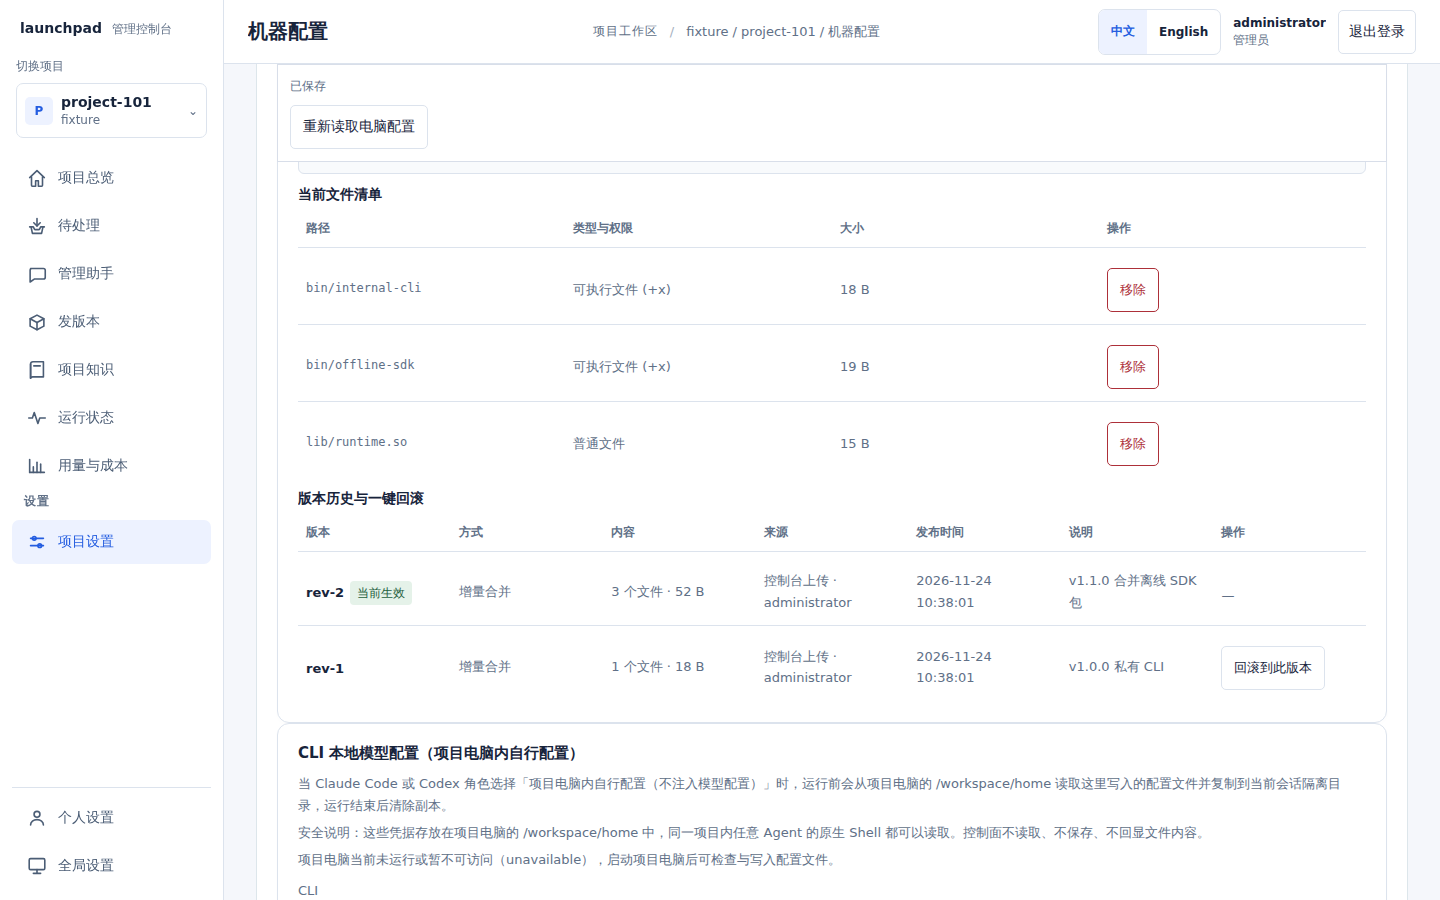 launchpad 管理控制台
切换项目
P
project-101
fixture
项目总览
待处理
管理助手
发版本
项目知识
运行状态
用量与成本
设置
项目设置
个人设置
全局设置
机器配置
项目工作区 / fixture / project-101 / 机器配置
中文 English
administrator
管理员
退出登录
已保存
重新读取电脑配置
当前文件清单
路径 类型与权限 大小 操作
bin/internal-cli 可执行文件 (+x) 18 B 移除
bin/offline-sdk 可执行文件 (+x) 19 B 移除
lib/runtime.so 普通文件 15 B 移除
版本历史与一键回滚
版本 方式 内容 来源 发布时间 说明 操作
rev-2 当前生效 增量合并 3 个文件 · 52 B 控制台上传 · administrator 2026-11-24 10:38:01 v1.1.0 合并离线 SDK 包 —
rev-1 增量合并 1 个文件 · 18 B 控制台上传 · administrator 2026-11-24 10:38:01 v1.0.0 私有 CLI 回滚到此版本
CLI 本地模型配置（项目电脑内自行配置）
当 Claude Code 或 Codex 角色选择「项目电脑内自行配置（不注入模型配置）」时，运行前会从项目电脑的 /workspace/home 读取这里写入的配置文件并复制到当前会话隔离目
录，运行结束后清除副本。
安全说明：这些凭据存放在项目电脑的 /workspace/home 中，同一项目内任意 Agent 的原生 Shell 都可以读取。控制面不读取、不保存、不回显文件内容。
项目电脑当前未运行或暂不可访问（unavailable），启动项目电脑后可检查与写入配置文件。
CLI